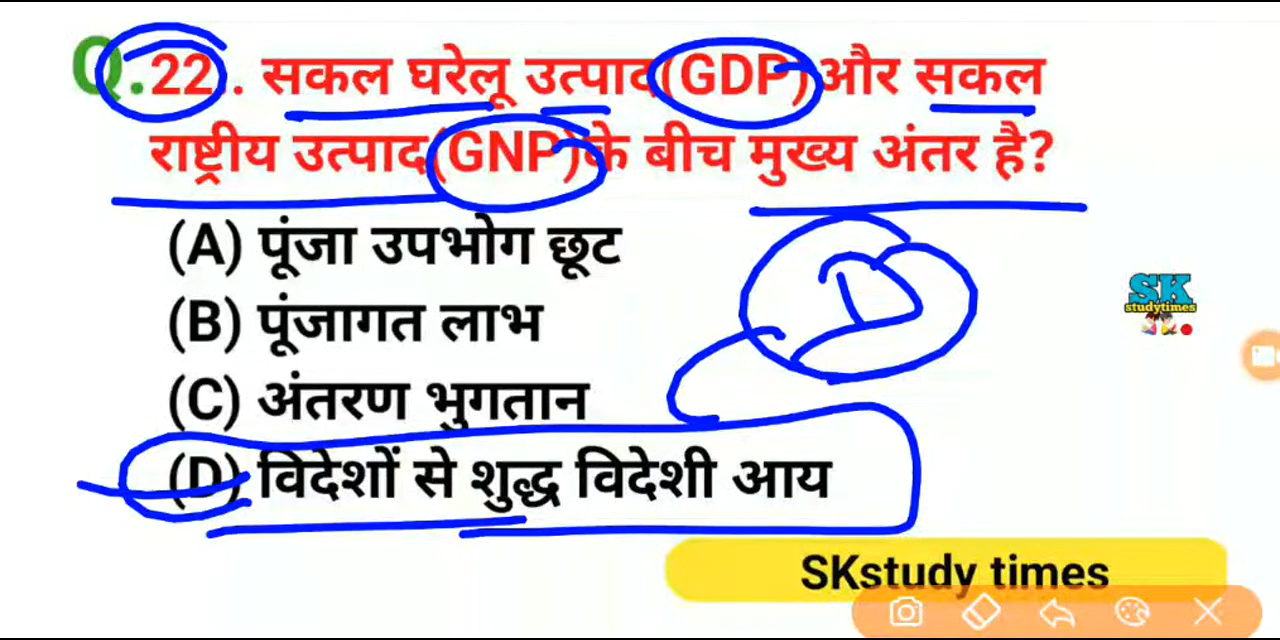 Q.22. सकल घरेलू उत्पाद(GDP) और सकल
राष्ट्रीय उत्पाद(GNP)के बीच मुख्य अंतर है?
(A) पूंजा उपभोग छूट
(B) पूंजागत लाभ
(C) अंतरण भुगतान
(D) विदेशों से शुद्ध विदेशी आय
D
SK
studytimes
SKstudy times